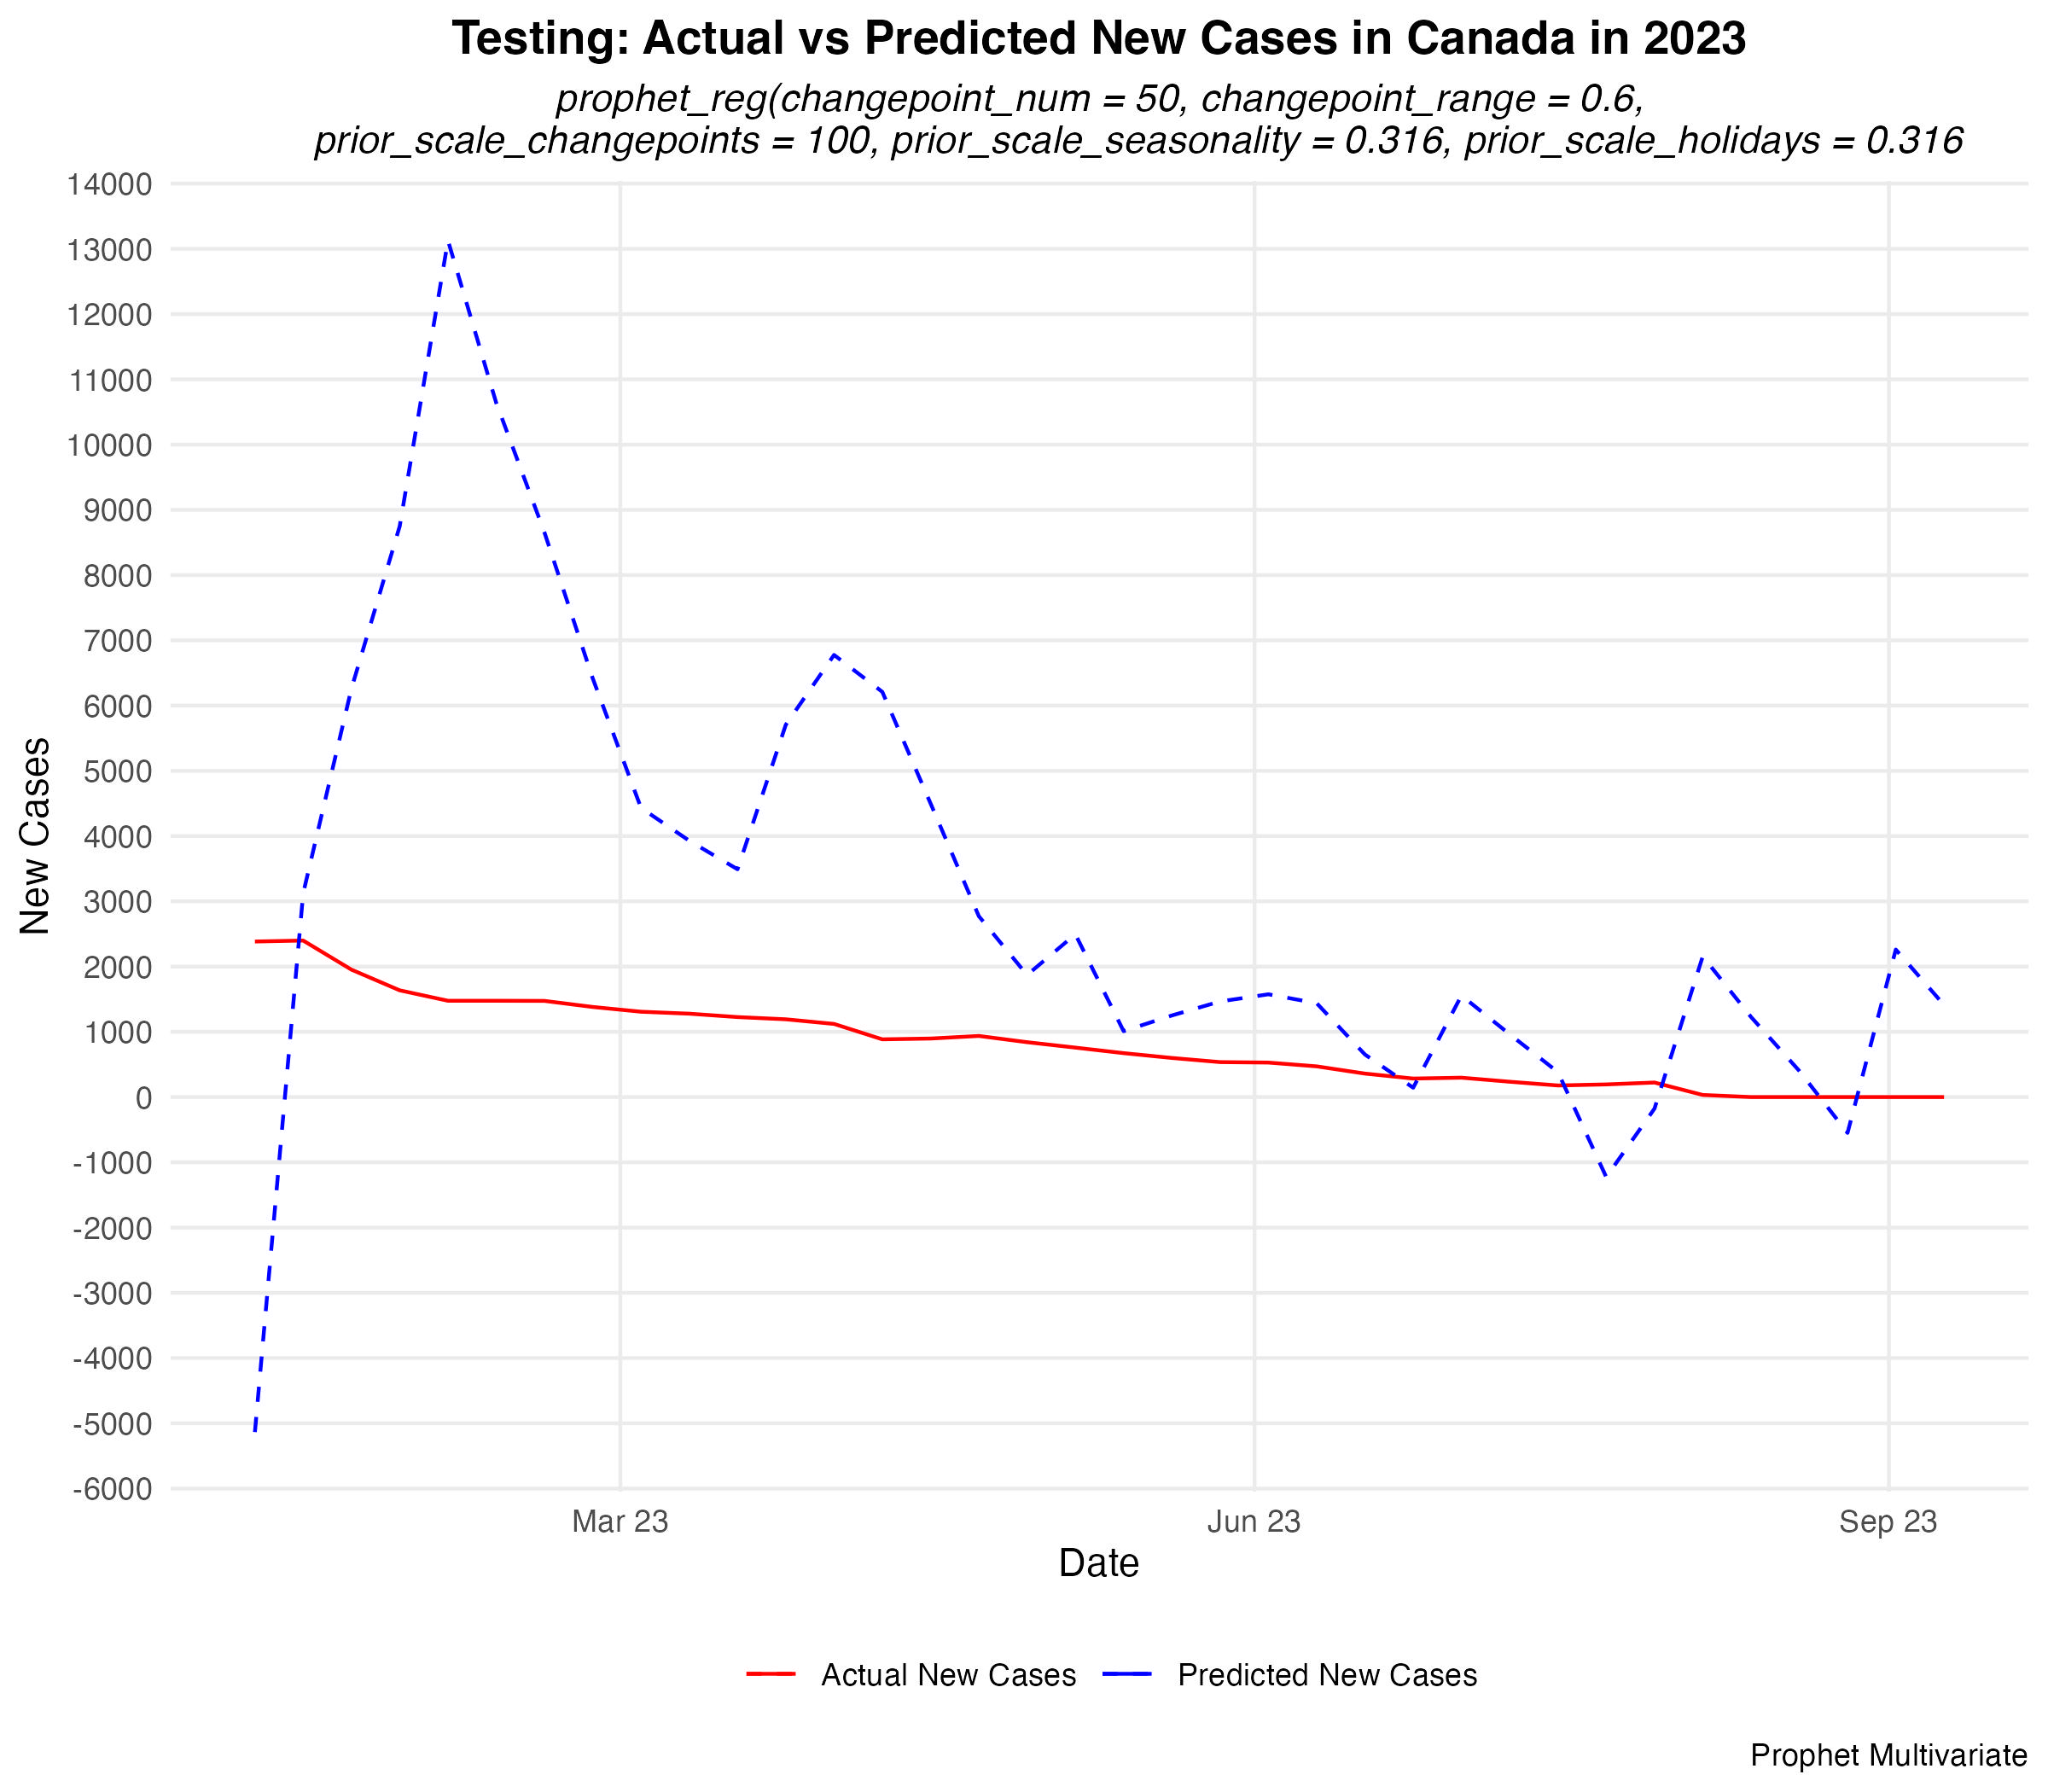 Testing: Actual vs Predicted New Cases in Canada in 2023
prophet_reg(changepoint_num = 50, changepoint_range = 0.6,
prior_scale_changepoints = 100, prior_scale_seasonality = 0.316, prior_scale_holidays = 0.316
14000
13000
12000
11000
10000
9000
8000
7000
6000
5000
4000
3000
2000
1000
0
-1000
-2000
-3000
-4000
-5000
-6000
New Cases
Mar 23
Jun 23
Sep 23
Date
Actual New Cases
Predicted New Cases
Prophet Multivariate